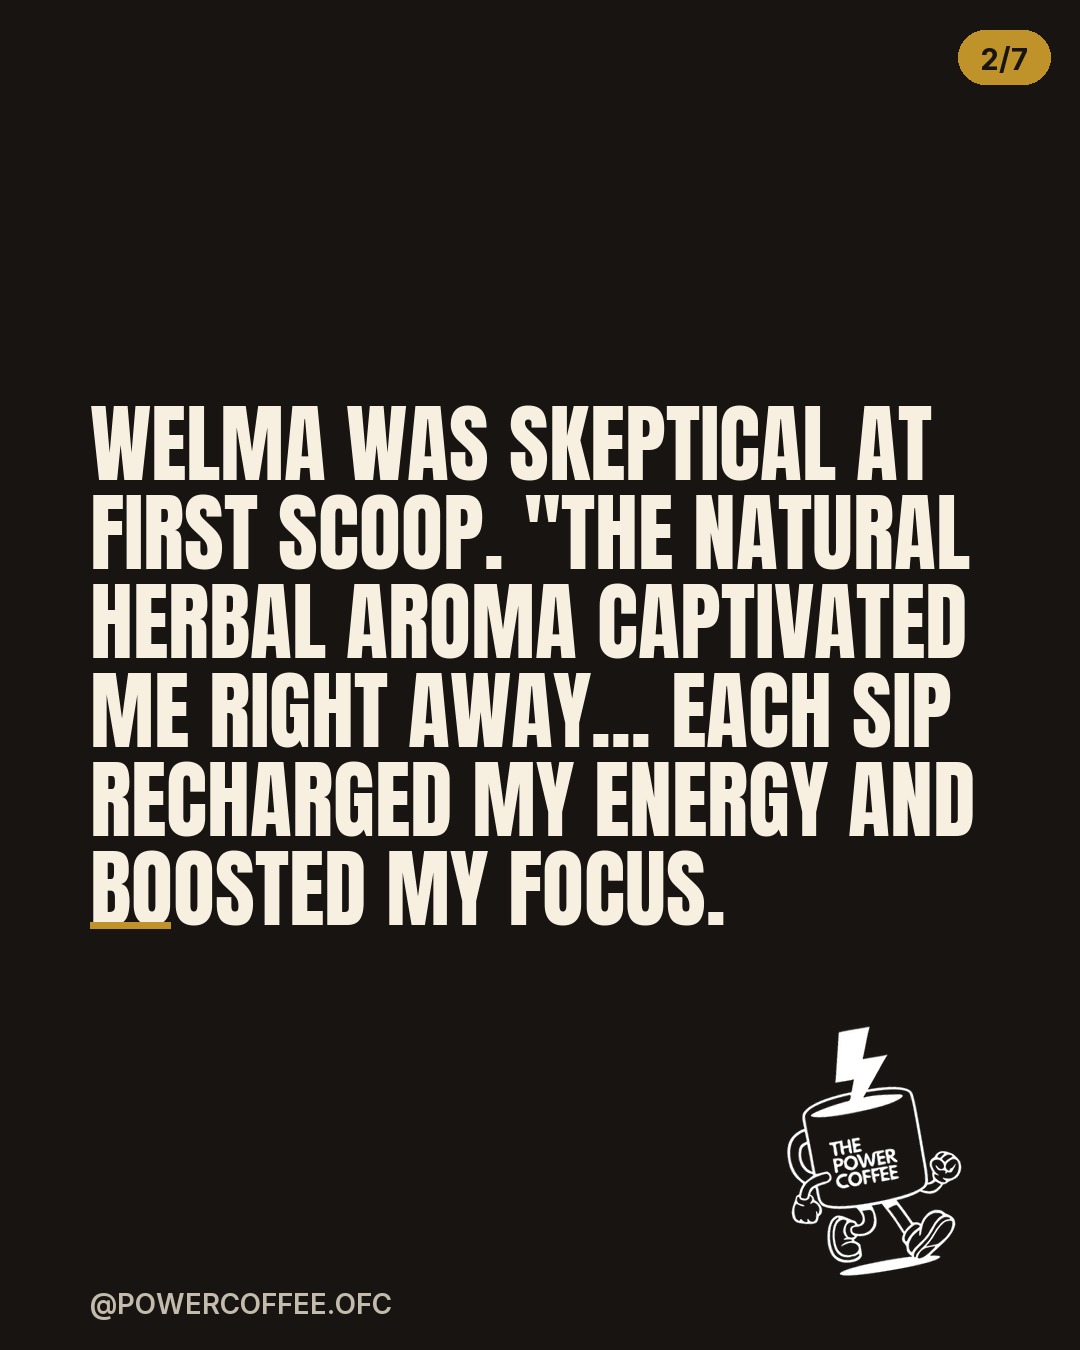 2/7
WELMA WAS SKEPTICAL AT
FIRST SCOOP. "THE NATURAL
HERBAL AROMA CAPTIVATED
ME RIGHT AWAY... EACH SIP
RECHARGED MY ENERGY AND
BOOSTED MY FOCUS.
THE
POWER
COFFEE
@POWERCOFFEE.OFC